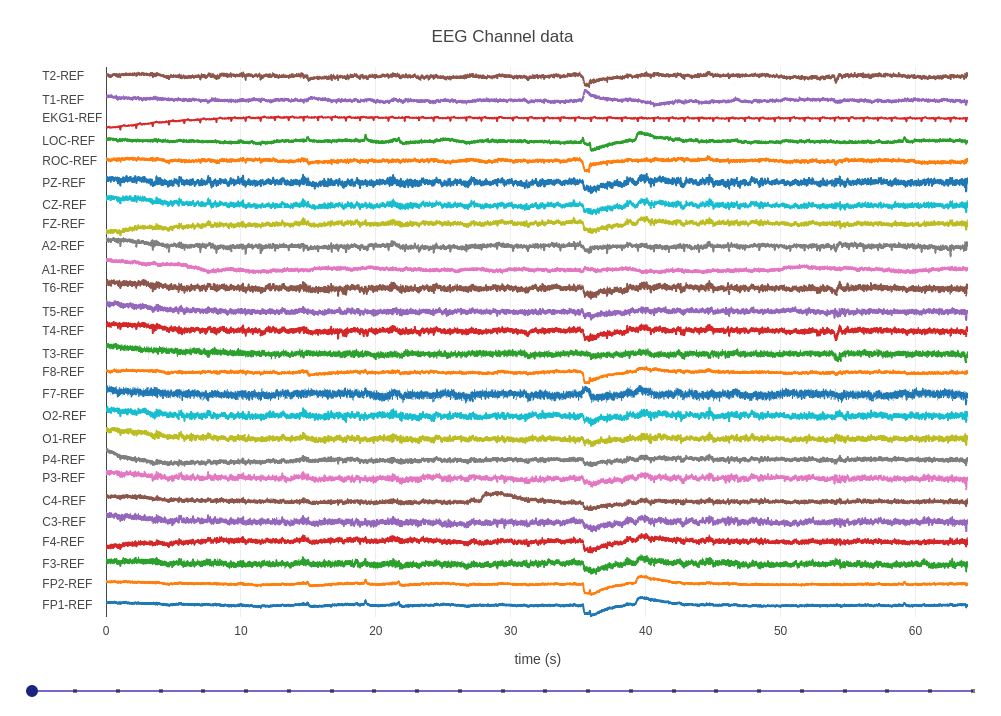 EEG Channel data
T2-REF
T1-REF
EKG1-REF
LOC-REF
ROC-REF
PZ-REF
CZ-REF
FZ-REF
A2-REF
A1-REF
T6-REF
T5-REF
T4-REF
T3-REF
F8-REF
F7-REF
O2-REF
O1-REF
P4-REF
P3-REF
C4-REF
C3-REF
F4-REF
F3-REF
FP2-REF
FP1-REF
0 10 20 30 40 50 60
time (s)